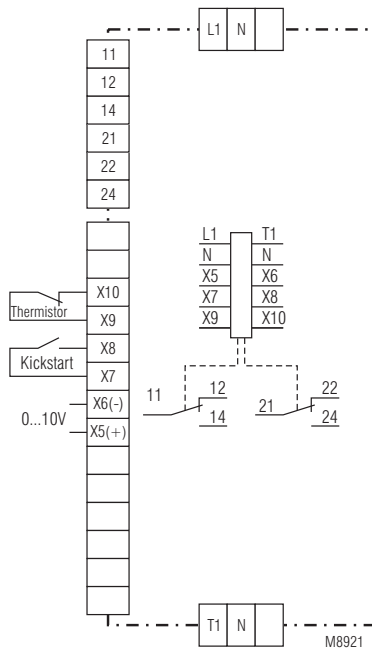 L1 N
11
12
14
21
22
24
L1 T1
N N
X5 X6
X7 X8
X9 X10
X10
Thermistor
X9
X8
Kickstart
X7
X6(-)
0...10V
X5(+)
11 12 14
21 22 24
T1 N
M8921